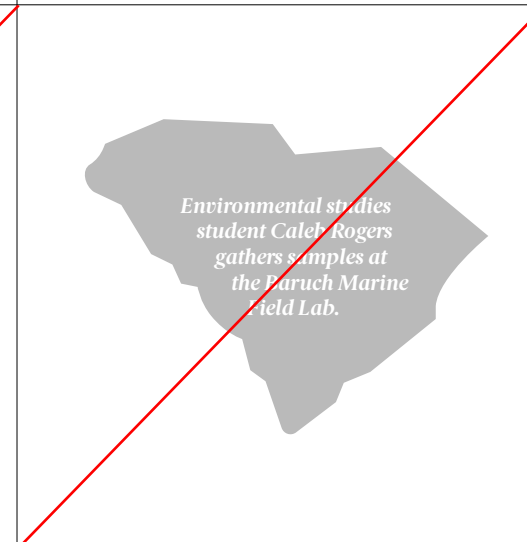 Environmental studies
student Caleb Rogers
gathers samples at
the Baruch Marine
Field Lab.